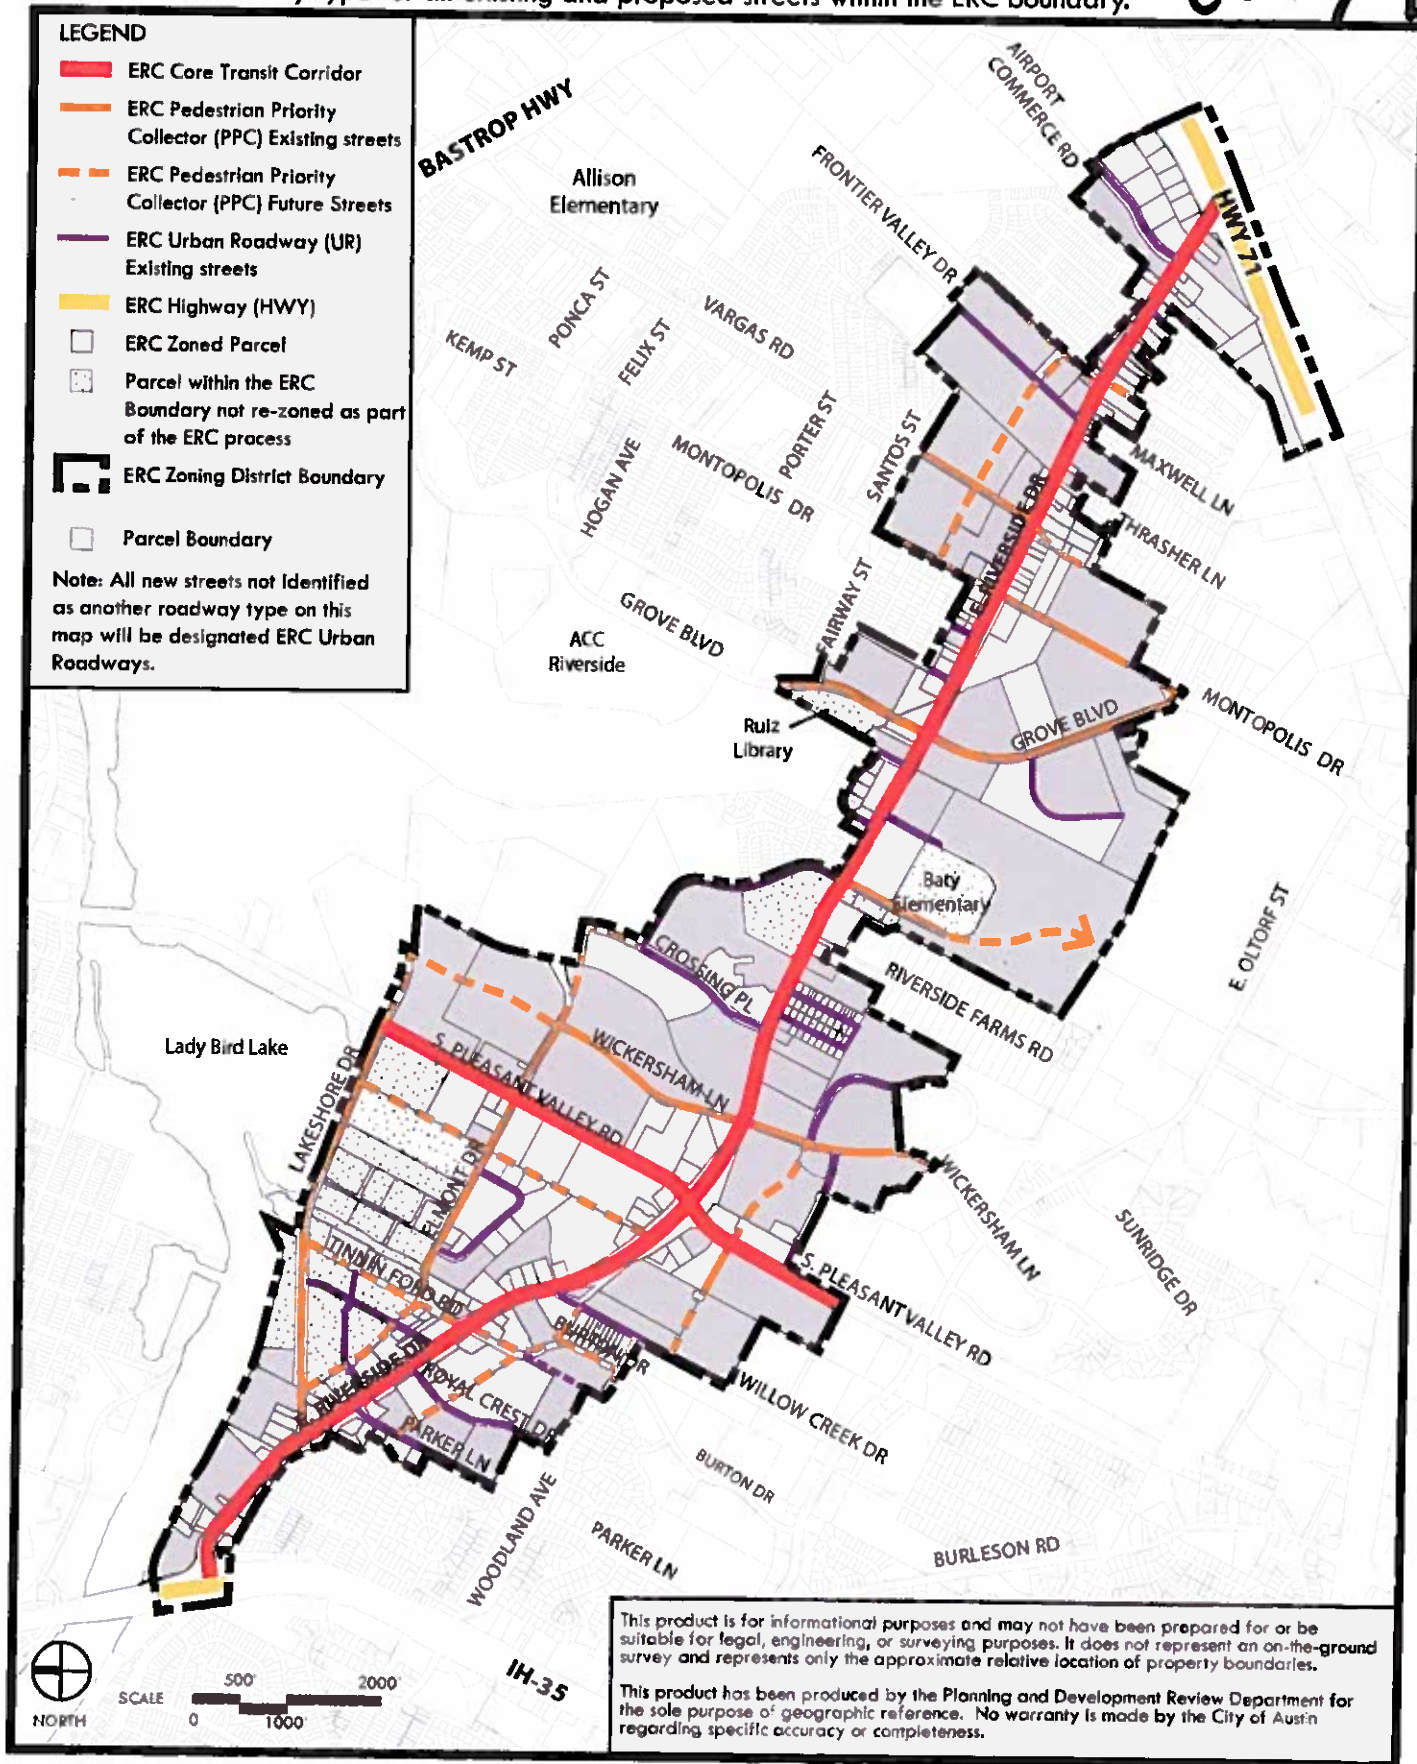 LEGEND
ERC Core Transit Corridor
ERC Pedestrian Priority
Collector (PPC) Existing streets
ERC Pedestrian Priority
Collector (PPC) Future Streets
ERC Urban Roadway (UR)
Existing streets
ERC Highway (HWY)
ERC Zoned Parcel
Parcel within the ERC
Boundary not re-zoned as part
of the ERC process
ERC Zoning District Boundary
Parcel Boundary
Note: All new streets not identified
as another roadway type on this
map will be designated ERC Urban
Roadways.
BASTROP HWY
Allison
Elementary
AIRPORT
COMMERCE RD
FRONTIER VALLEY DR
HWY 71
PONCA ST
VARGAS RD
KEMP ST
FELIX ST
PORTER ST
SANTOS ST
HOGAN AVE
MONTOPOLIS DR
MAXWELL LN
THRASHER LN
E. RIVERSIDE DR
FAIRWAY ST
GROVE BLVD
ACC
Riverside
Ruiz
Library
GROVE BLVD
MONTOPOLIS DR
Baty
Elementary
E. OLTORF ST
CROSSING PL
RIVERSIDE FARMS RD
Lady Bird Lake
LAKESHORE DR
S. PLEASANT VALLEY RD
WICKERSHAM LN
ELMONT DR
WICKERSHAM LN
SUNRIDGE DR
TINNIN FORD RD
S. PLEASANT VALLEY RD
BURTON DR
E. RIVERSIDE DR
ROYAL CREST DR
PARKER LN
WILLOW CREEK DR
BURTON DR
WOODLAND AVE
PARKER LN
BURLESON RD
IH-35
NORTH
SCALE
500'
2000'
0
1000'
This product is for informational purposes and may not have been prepared for or be
suitable for legal, engineering, or surveying purposes. It does not represent an on-the-ground
survey and represents only the approximate relative location of property boundaries.
This product has been produced by the Planning and Development Review Department for
the sole purpose of geographic reference. No warranty is made by the City of Austin
regarding specific accuracy or completeness.